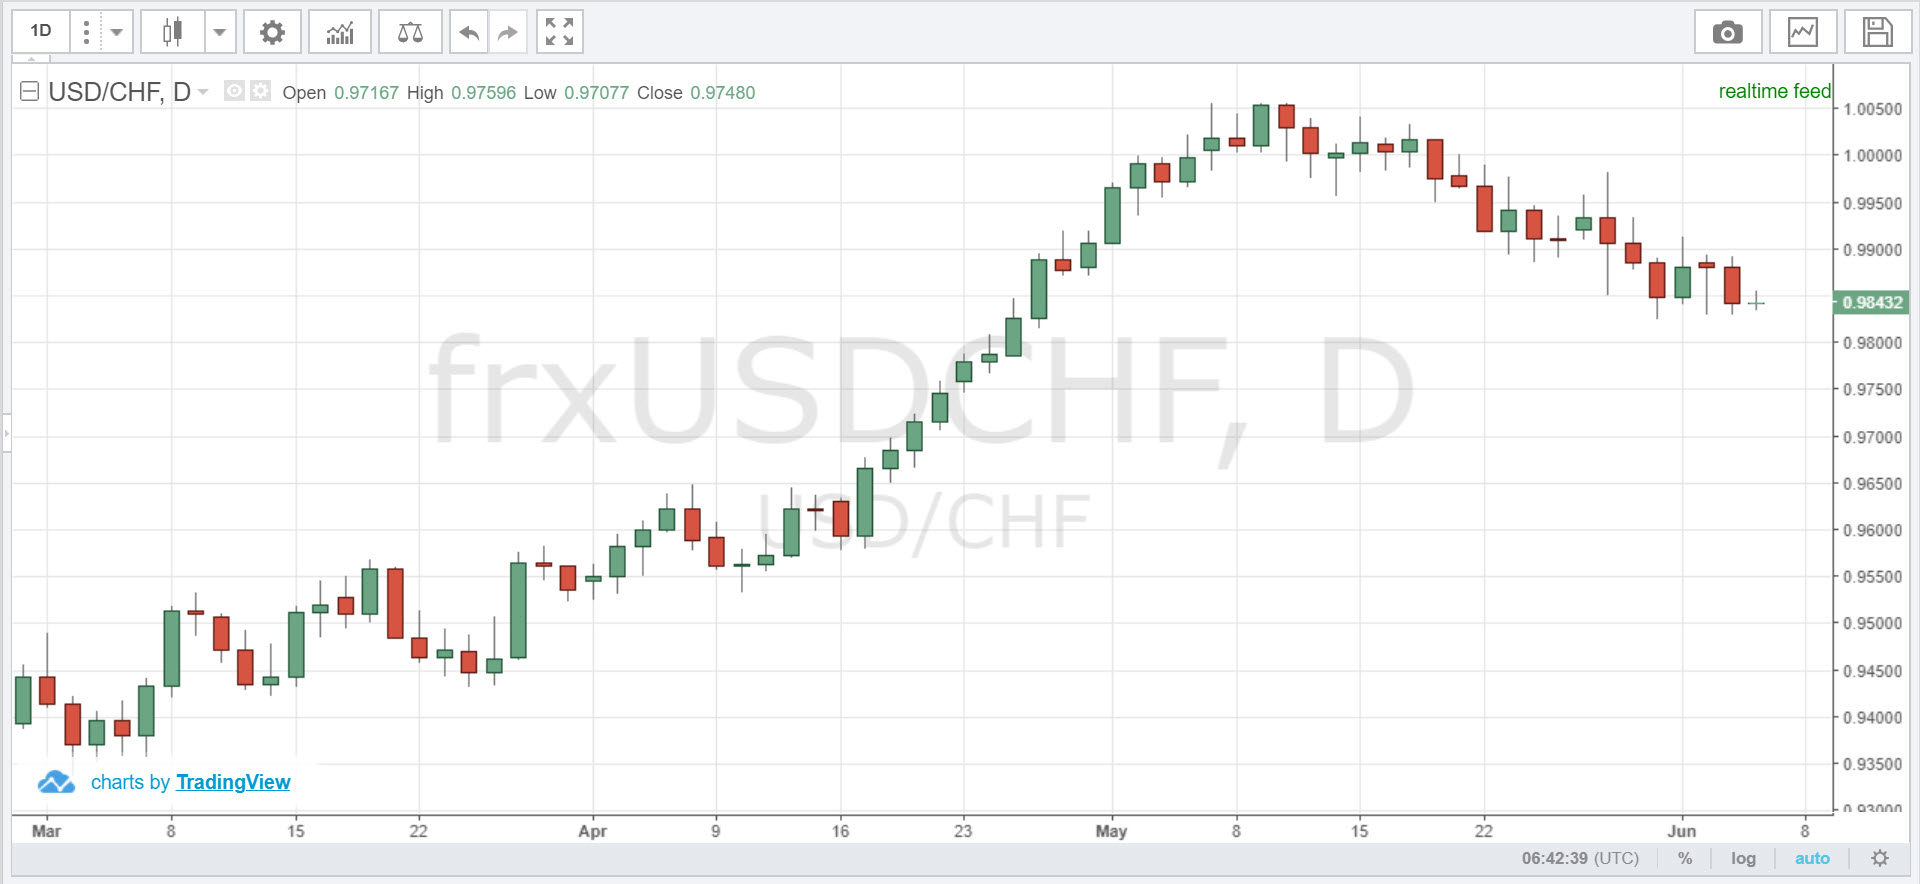 1D
USD/CHF, D Open 0.97167 High 0.97596 Low 0.97077 Close 0.97480
realtime feed
1.00500
1.00000
0.99500
0.99000
0.98432
0.98000
0.97500
0.97000
0.96500
0.96000
0.95500
0.95000
0.94500
0.94000
0.93500
0.93000
frxUSDCHF, D
USD/CHF
charts by TradingView
Mar 8 15 22 Apr 9 16 23 May 8 15 22 Jun 8
06:42:39 (UTC) % log auto